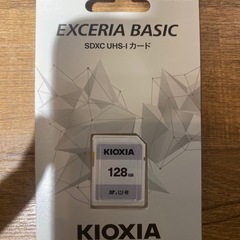 EXCERIA BASIC
SDXC UHS-I カード
KIOXIA
128GB
KIOXIA